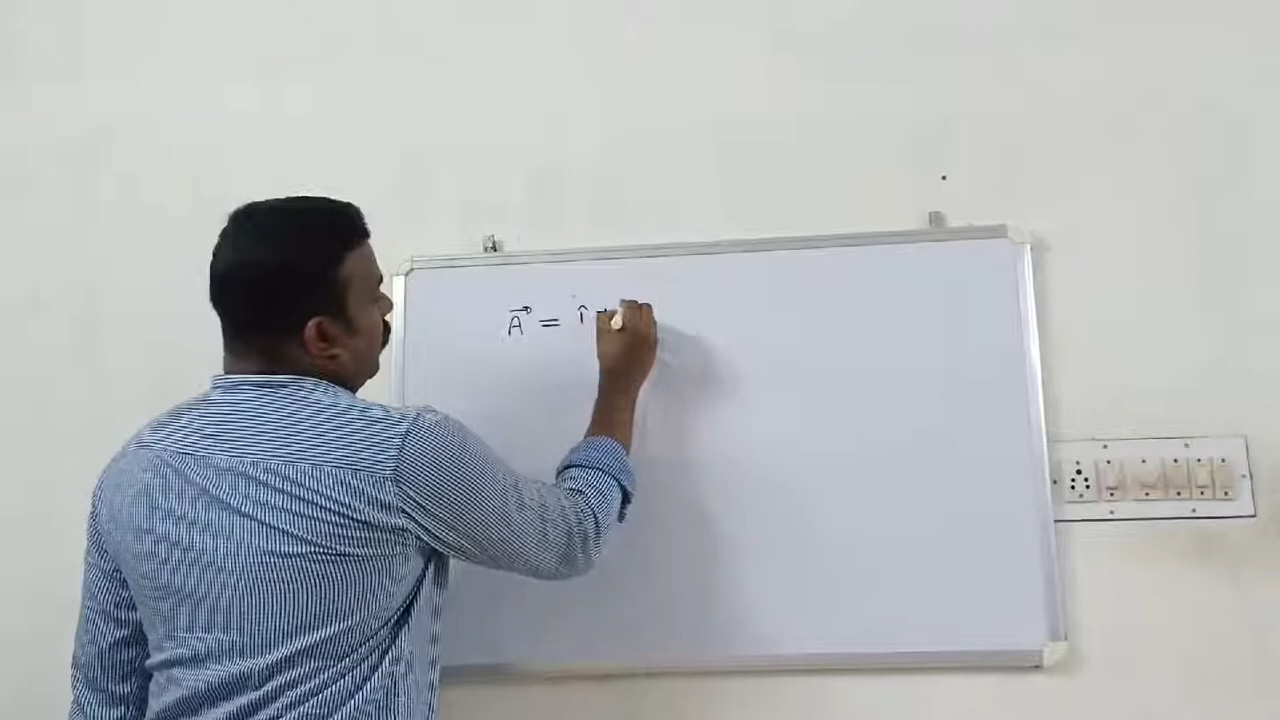 A⃗ = î